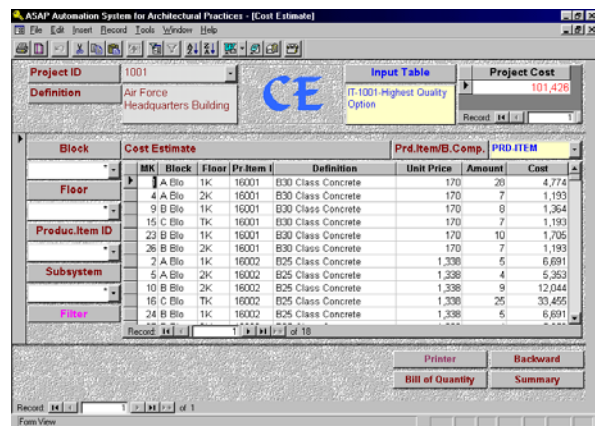 ASAP Automation System for Architectural Practices - [Cost Estimate]
File Edit Insert Record Tools Window Help
Project ID 1001 CE Input Table Project Cost
Definition Air Force Headquarters Building IT-1001-Highest Quality Option 101,426
Record: 1
Block Cost Estimate Prd.Item/B.Comp. PRD-ITEM
MK Block Floor Pr-Item I Definition Unit Price Amount Cost
A Blo 1K 16001 B30 Class Concrete 170 28 4,774
Floor
4 A Blo 2K 16001 B30 Class Concrete 170 7 1,193
9 B Blo 1K 16001 B30 Class Concrete 170 8 1,364
15 C Blo TK 16001 B30 Class Concrete 170 7 1,193
Produc.Item ID
23 B Blo 1K 16001 B30 Class Concrete 170 10 1,705
26 B Blo 2K 16001 B30 Class Concrete 170 7 1,193
2 A Blo 1K 16002 B25 Class Concrete 1,338 5 6,691
Subsystem
5 A Blo 2K 16002 B25 Class Concrete 1,338 4 5,353
10 B Blo 2K 16002 B25 Class Concrete 1,338 9 12,044
16 C Blo TK 16002 B25 Class Concrete 1,338 25 33,455
Filter
24 B Blo 1K 16002 B25 Class Concrete 1,338 5 6,691
Record: 1 of 18
Printer Backward
Bill of Quantity Summary
Record: 1 of 1
Form View